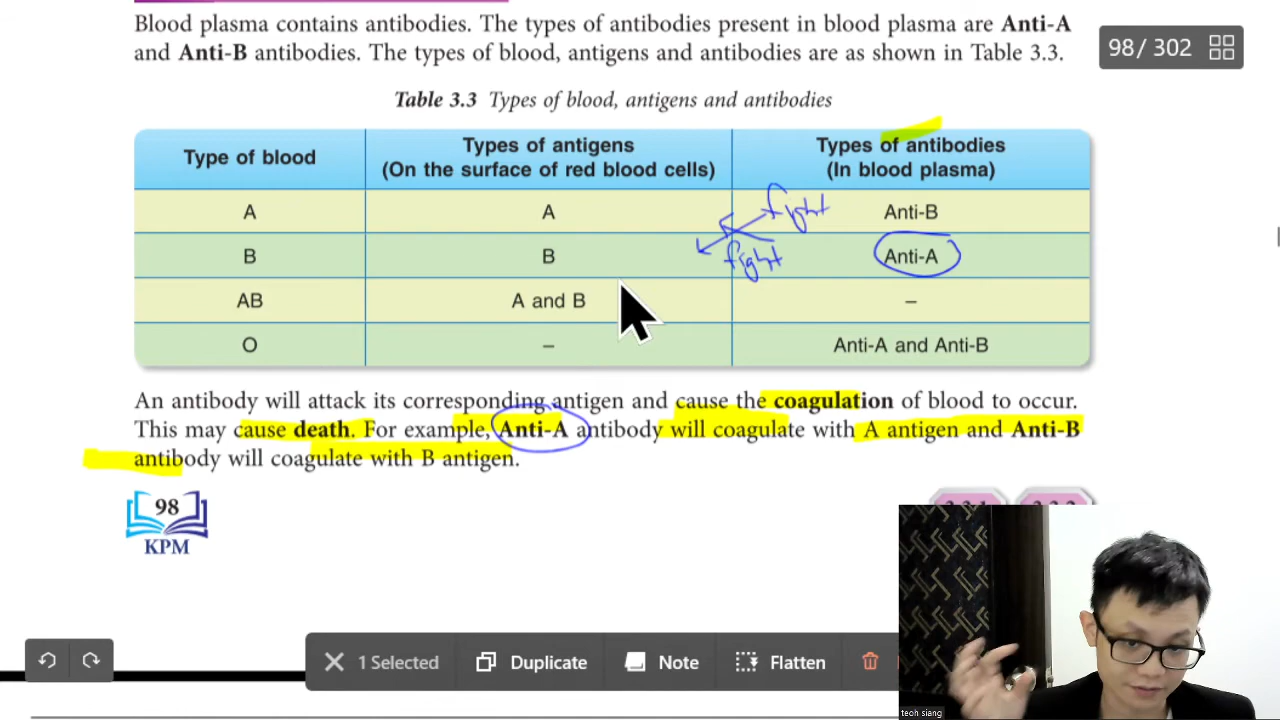 Blood plasma contains antibodies. The types of antibodies present in blood plasma are Anti-A
and Anti-B antibodies. The types of blood, antigens and antibodies are as shown in Table 3.3.
98 / 302
Table 3.3 Types of blood, antigens and antibodies
Type of blood
Types of antigens
(On the surface of red blood cells)
Types of antibodies
(In blood plasma)
A A Anti-B
fight
B B Anti-A
fight
AB A and B –
O – Anti-A and Anti-B
An antibody will attack its corresponding antigen and cause the coagulation of blood to occur.
This may cause death. For example, Anti-A antibody will coagulate with A antigen and Anti-B
antibody will coagulate with B antigen.
98
KPM
1 Selected Duplicate Note Flatten
teoh siang